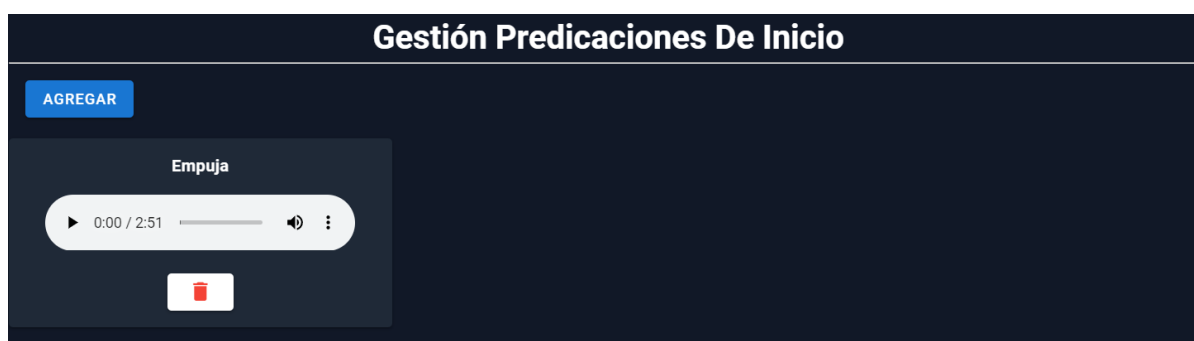 Gestión Predicaciones De Inicio
AGREGAR
Empuja
0:00 / 2:51